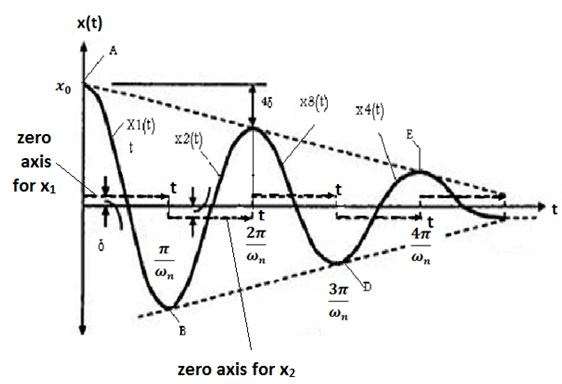 x(t)
A
x₀
4δ
X1(t)
t
x2(t)
x3(t)
x4(t)
E
zero
axis
for x₁
t
t
t
t
t
t
δ
π/ωₙ
2π/ωₙ
3π/ωₙ
4π/ωₙ
B
D
zero axis for x₂